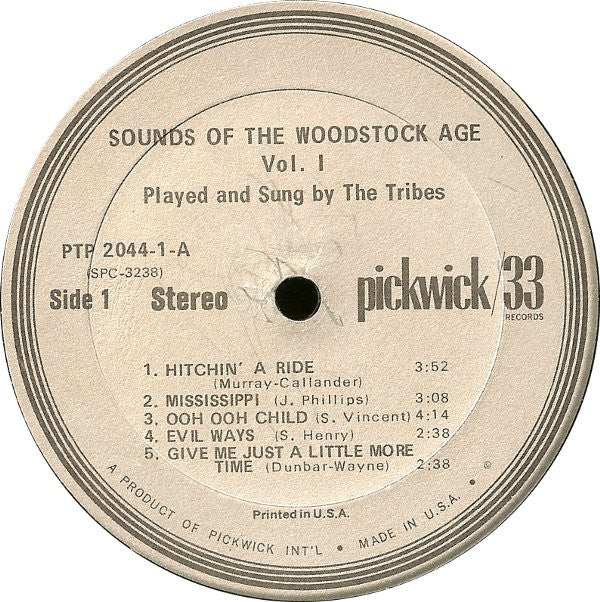 SOUNDS OF THE WOODSTOCK AGE
Vol. I
Played and Sung by The Tribes
PTP 2044-1-A
(SPC-3238)
Side 1 Stereo
pickwick/33
RECORDS
1. HITCHIN' A RIDE 3:52
(Murray-Callander)
2. MISSISSIPPI (J. Phillips) 3:08
3. OOH OOH CHILD (S. Vincent) 4:14
4. EVIL WAYS (S. Henry) 2:38
5. GIVE ME JUST A LITTLE MORE
TIME (Dunbar-Wayne) 2:38
Printed in U.S.A.
A PRODUCT OF PICKWICK INT'L • MADE IN U.S.A. • ©